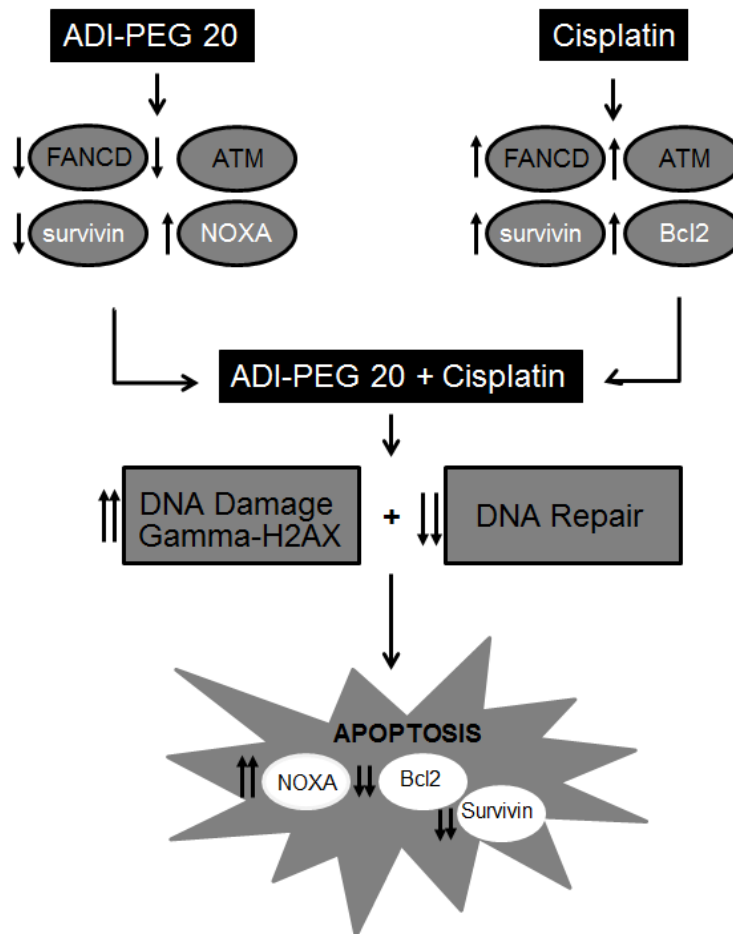 ADI-PEG 20
Cisplatin
FANCD
ATM
FANCD
ATM
survivin
NOXA
survivin
Bcl2
ADI-PEG 20 + Cisplatin
DNA Damage
Gamma-H2AX
+
DNA Repair
APOPTOSIS
NOXA
Bcl2
Survivin